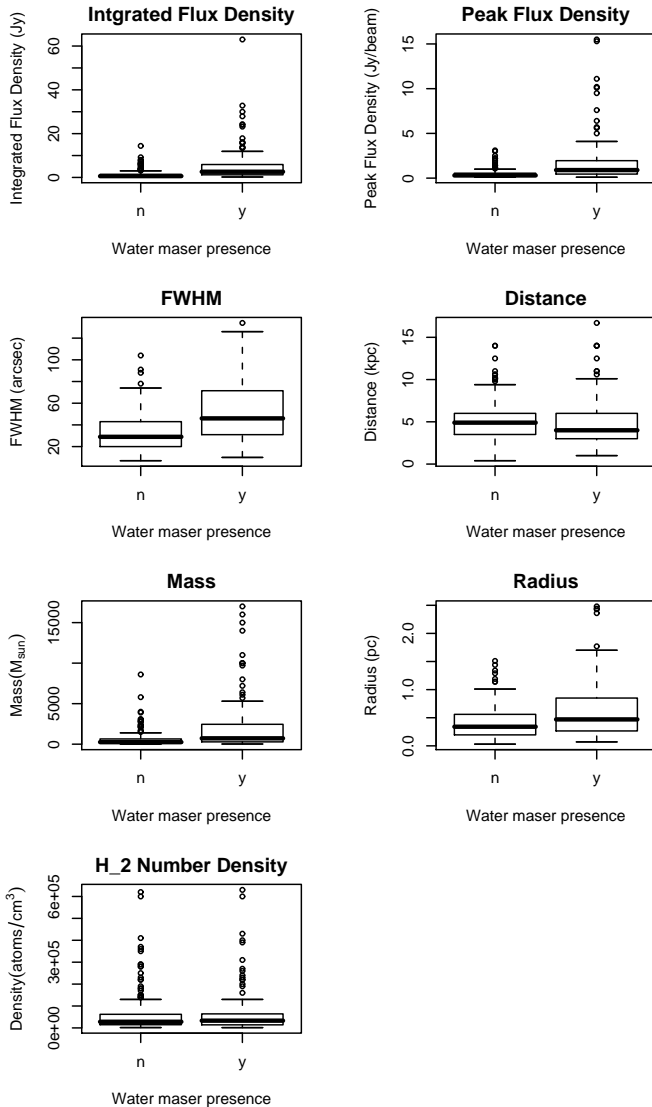 Intgrated Flux Density
Integrated Flux Density (Jy)
0 20 40 60
n y
Water maser presence
Peak Flux Density
Peak Flux Density (Jy/beam)
0 5 10 15
n y
Water maser presence
FWHM
FWHM (arcsec)
20 60 100
n y
Water maser presence
Distance
Distance (kpc)
0 5 10 15
n y
Water maser presence
Mass
Mass(M_sun)
0 5000 15000
n y
Water maser presence
Radius
Radius (pc)
0.0 1.0 2.0
n y
Water maser presence
H_2 Number Density
Density(atoms/cm³)
0e+00 3e+05 6e+05
n y
Water maser presence